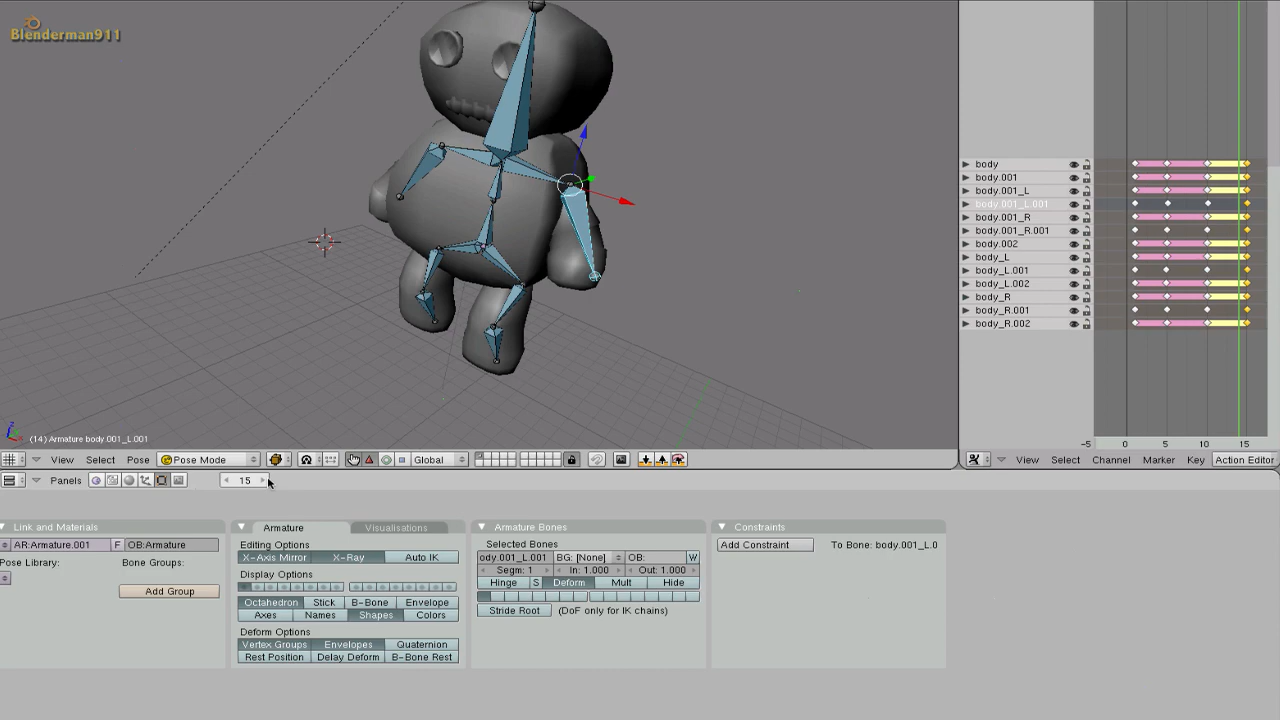 Blenderman911
body
body.001
body.001_L
body.001_L.001
body.001_R
body.001_R.001
body.002
body_L
body_L.001
body_L.002
body_R
body_R.001
body_R.002
(14) Armature body.001_L.001
-5 0 5 10 15
View Select Pose Pose Mode Global
View Select Channel Marker Key Action Editor
Panels 15
Link and Materials
AR:Armature.001 F OB:Armature
Pose Library: Bone Groups:
Add Group
Armature Visualisations
Editing Options
X-Axis Mirror X-Ray Auto IK
Display Options
Octahedron Stick B-Bone Envelope
Axes Names Shapes Colors
Deform Options
Vertex Groups Envelopes Quaternion
Rest Position Delay Deform B-Bone Rest
Armature Bones
Selected Bones
ody.001_L.001 BG: [None] OB: W
Segm: 1 In: 1.000 Out: 1.000
Hinge S Deform Mult Hide
Stride Root (DoF only for IK chains)
Constraints
Add Constraint To Bone: body.001_L.0